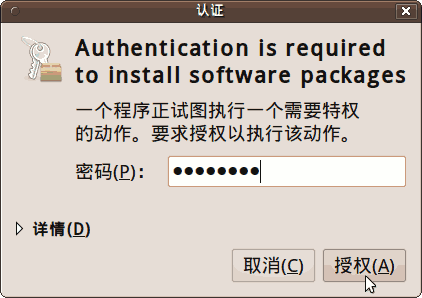 认证
Authentication is required
to install software packages
一个程序正试图执行一个需要特权
的动作。要求授权以执行该动作。
密码(P)： ●●●●●●●●
详情(D)
取消(C) 授权(A)